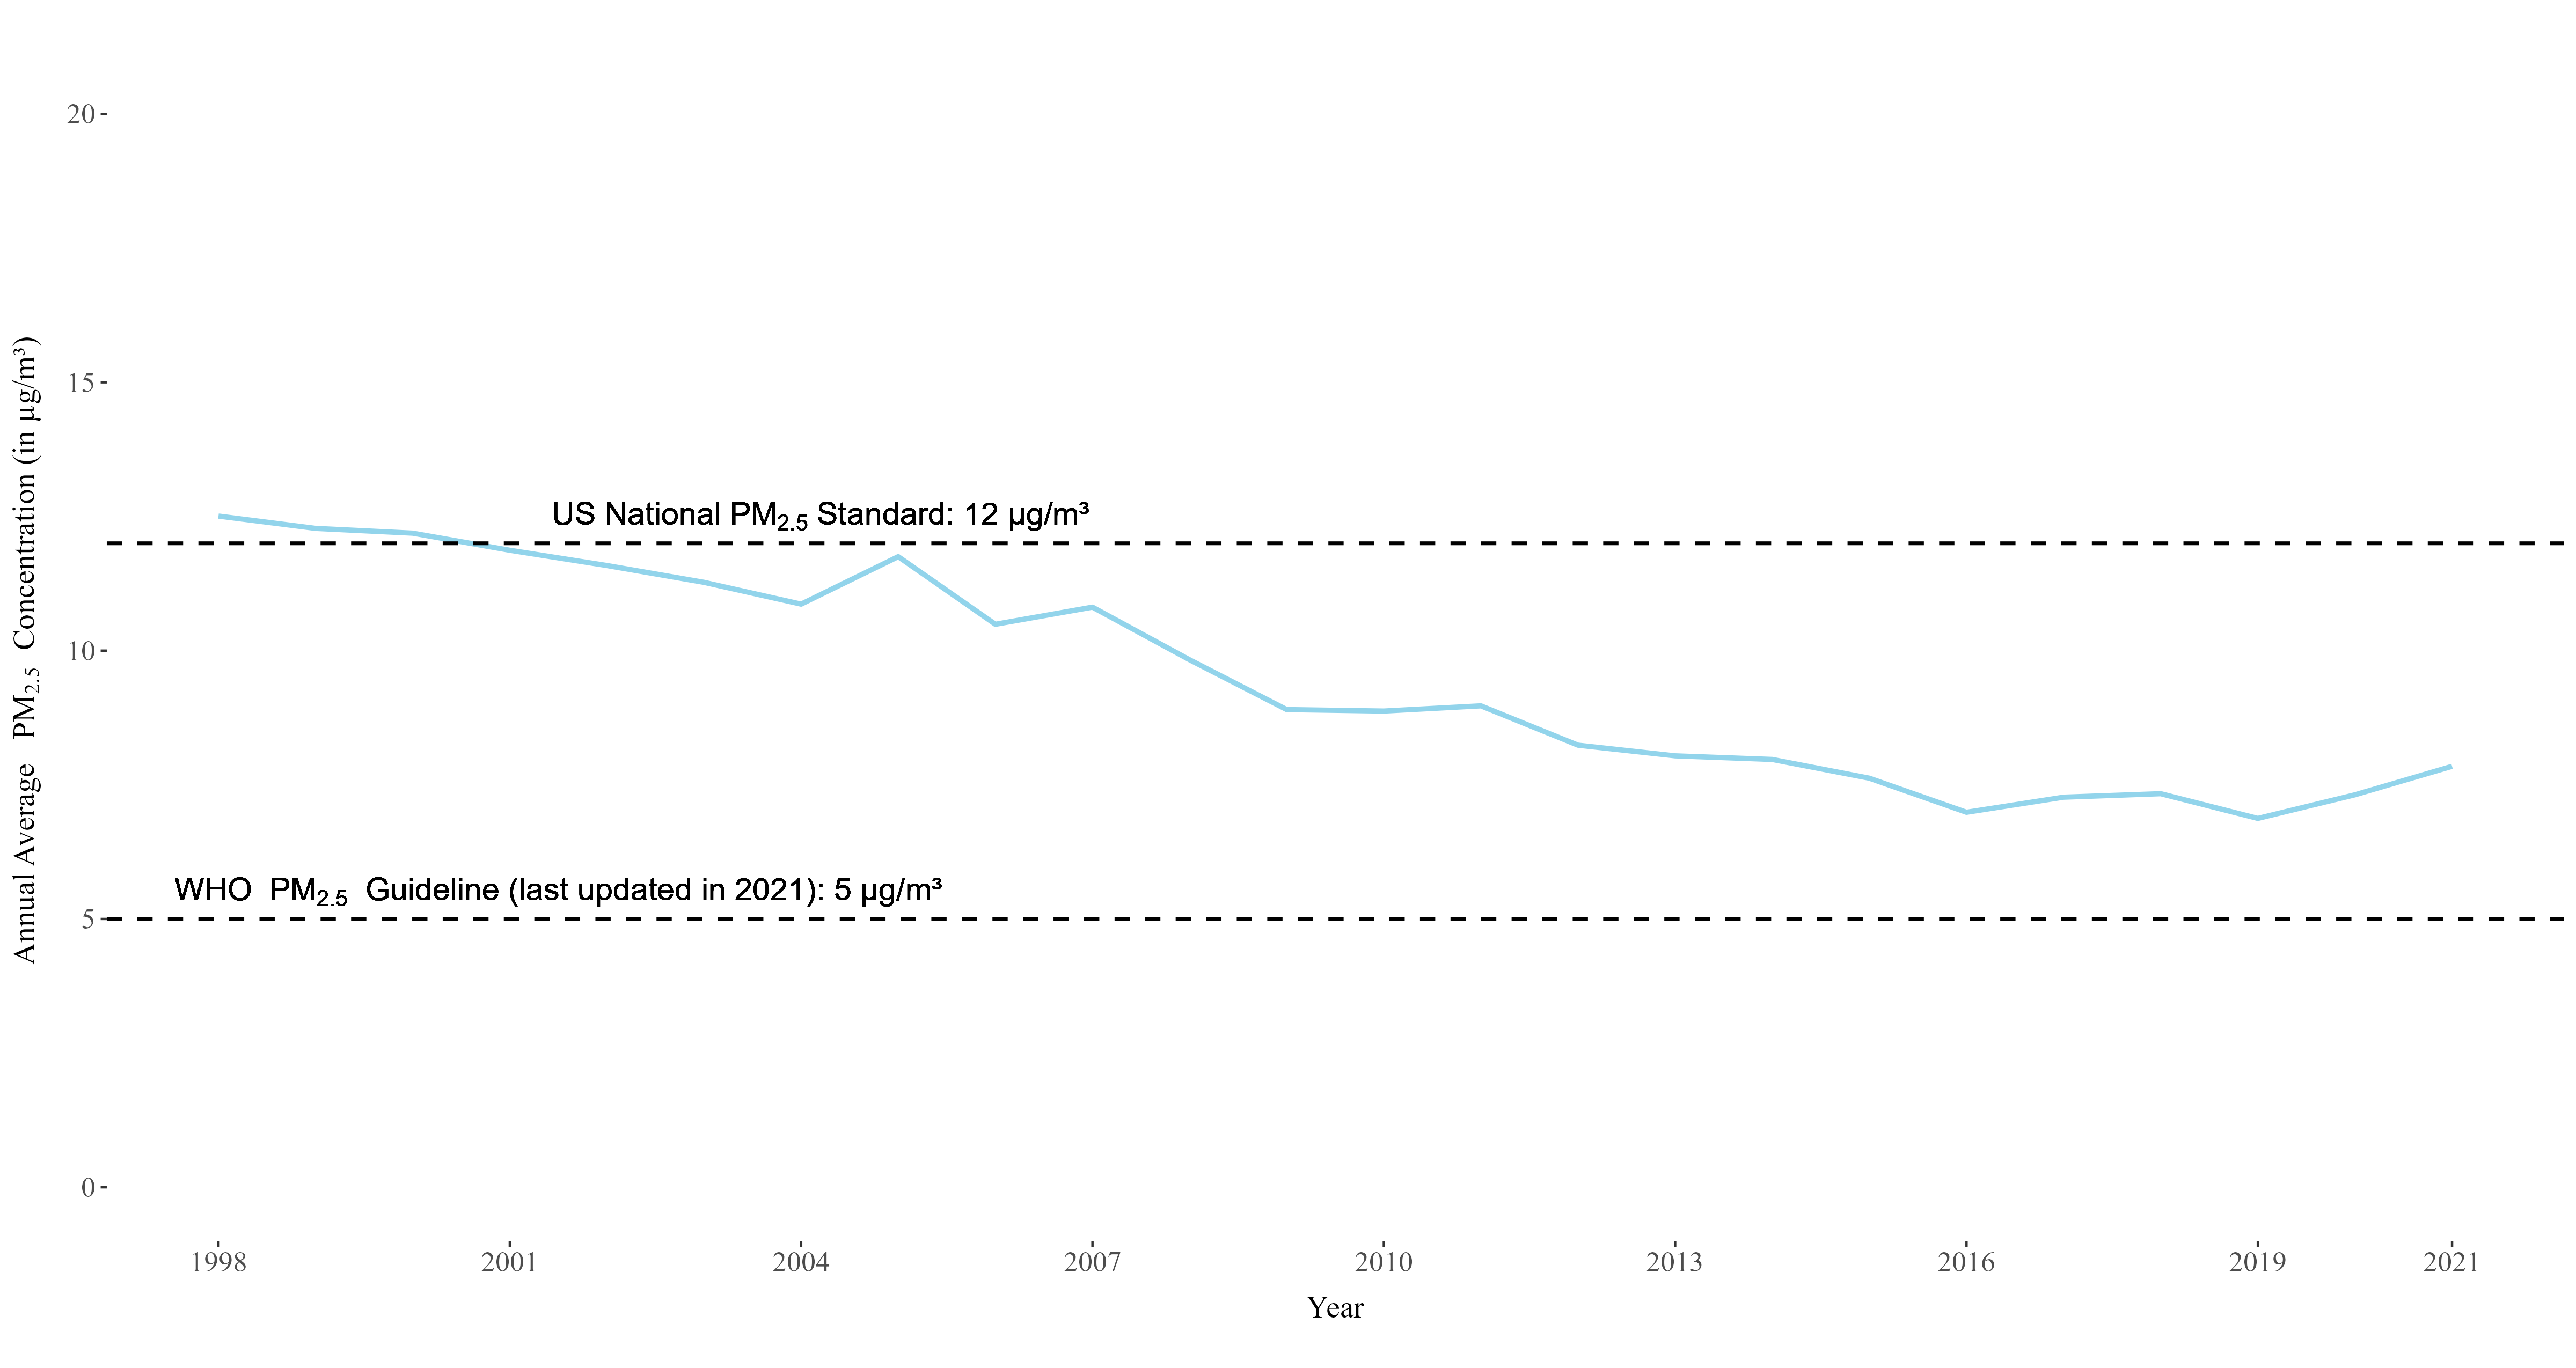 20
15
10
5
0
Annual Average PM₂.₅ Concentration (in µg/m³)
US National PM₂.₅ Standard: 12 µg/m³
WHO PM₂.₅ Guideline (last updated in 2021): 5 µg/m³
1998 2001 2004 2007 2010 2013 2016 2019 2021
Year